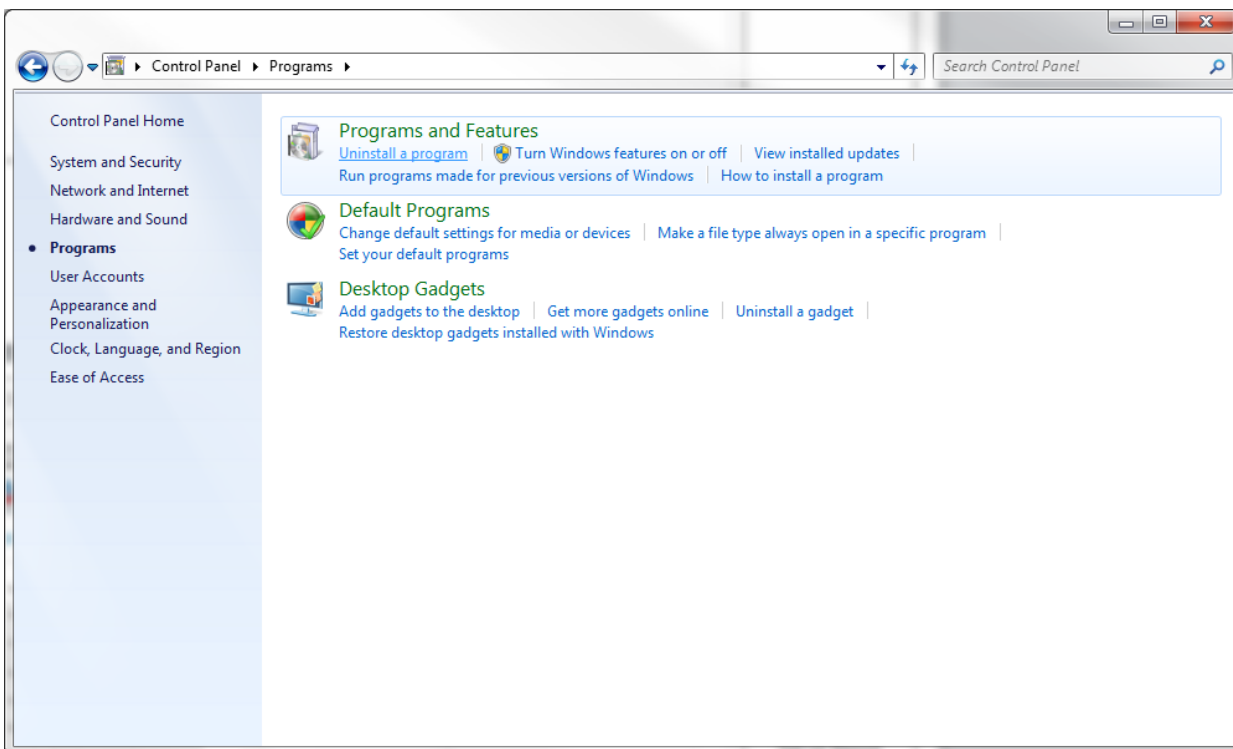 Control Panel Programs
Search Control Panel
Control Panel Home
System and Security
Network and Internet
Hardware and Sound
Programs
User Accounts
Appearance and
Personalization
Clock, Language, and Region
Ease of Access
Programs and Features
Uninstall a program Turn Windows features on or off View installed updates
Run programs made for previous versions of Windows How to install a program
Default Programs
Change default settings for media or devices Make a file type always open in a specific program
Set your default programs
Desktop Gadgets
Add gadgets to the desktop Get more gadgets online Uninstall a gadget
Restore desktop gadgets installed with Windows